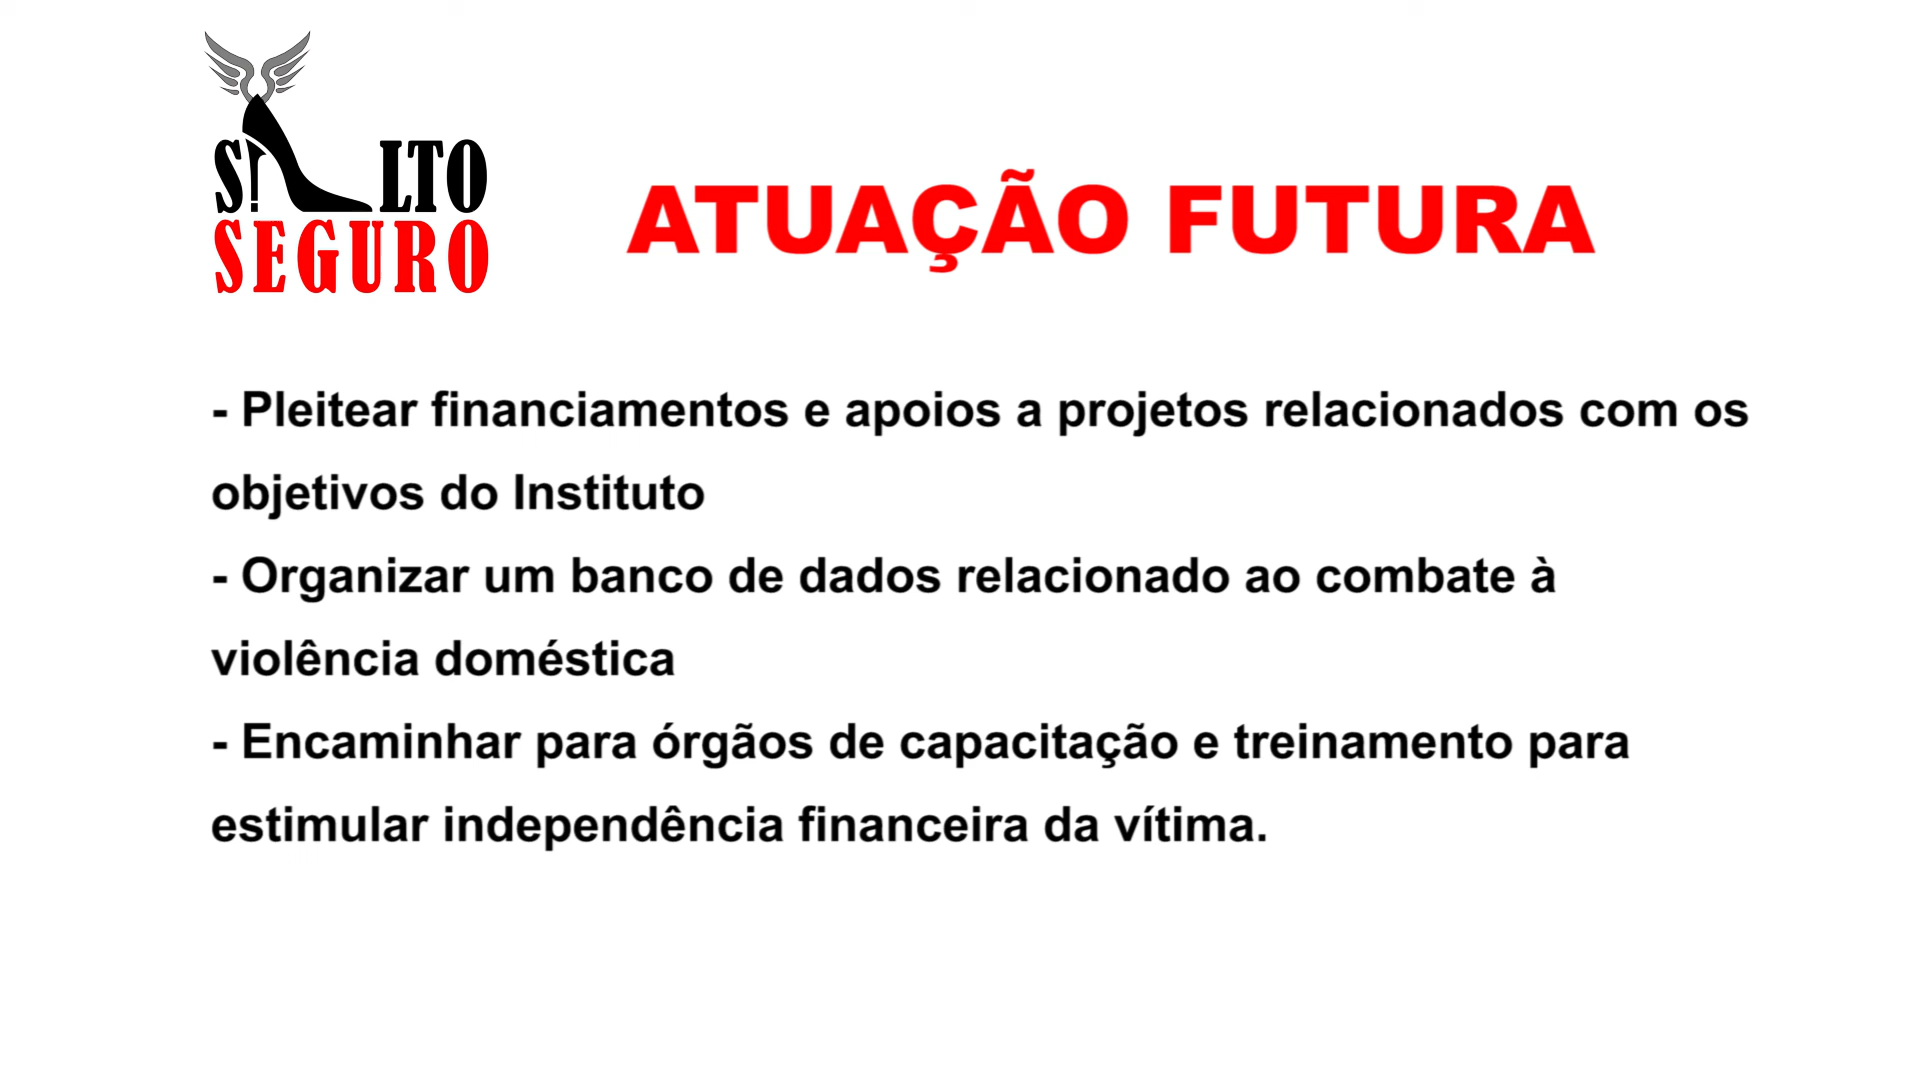 SALTO
SEGURO
ATUAÇÃO FUTURA
- Pleitear financiamentos e apoios a projetos relacionados com os
objetivos do Instituto
- Organizar um banco de dados relacionado ao combate à
violência doméstica
- Encaminhar para órgãos de capacitação e treinamento para
estimular independência financeira da vítima.